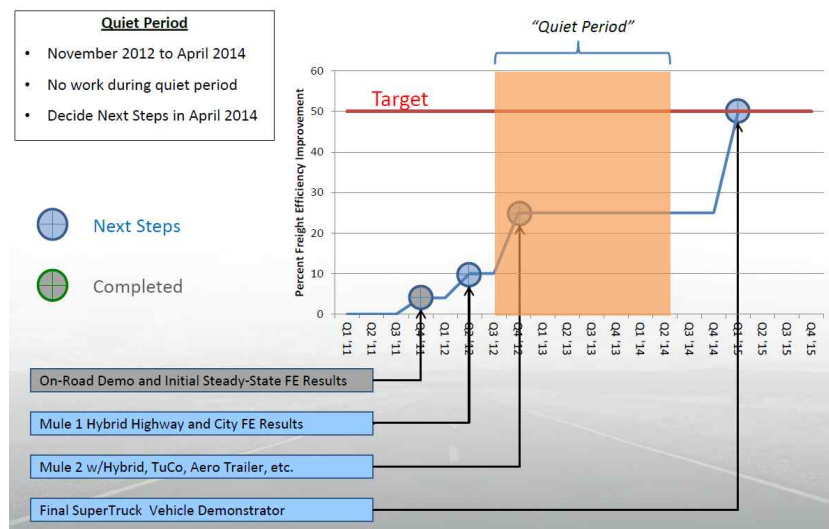 Quiet Period
• November 2012 to April 2014
• No work during quiet period
• Decide Next Steps in April 2014
“Quiet Period”
Target
Percent Freight Efficiency Improvement
60
50
40
30
20
10
0
Q1 '11
Q2 '11
Q3 '11
Q4 '11
Q1 '12
Q2 '12
Q3 '12
Q4 '12
Q1 '13
Q2 '13
Q3 '13
Q4 '13
Q1 '14
Q2 '14
Q3 '14
Q4 '14
Q1 '15
Q2 '15
Q3 '15
Q4 '15
Next Steps
Completed
On-Road Demo and Initial Steady-State FE Results
Mule 1 Hybrid Highway and City FE Results
Mule 2 w/Hybrid, TuCo, Aero Trailer, etc.
Final SuperTruck Vehicle Demonstrator